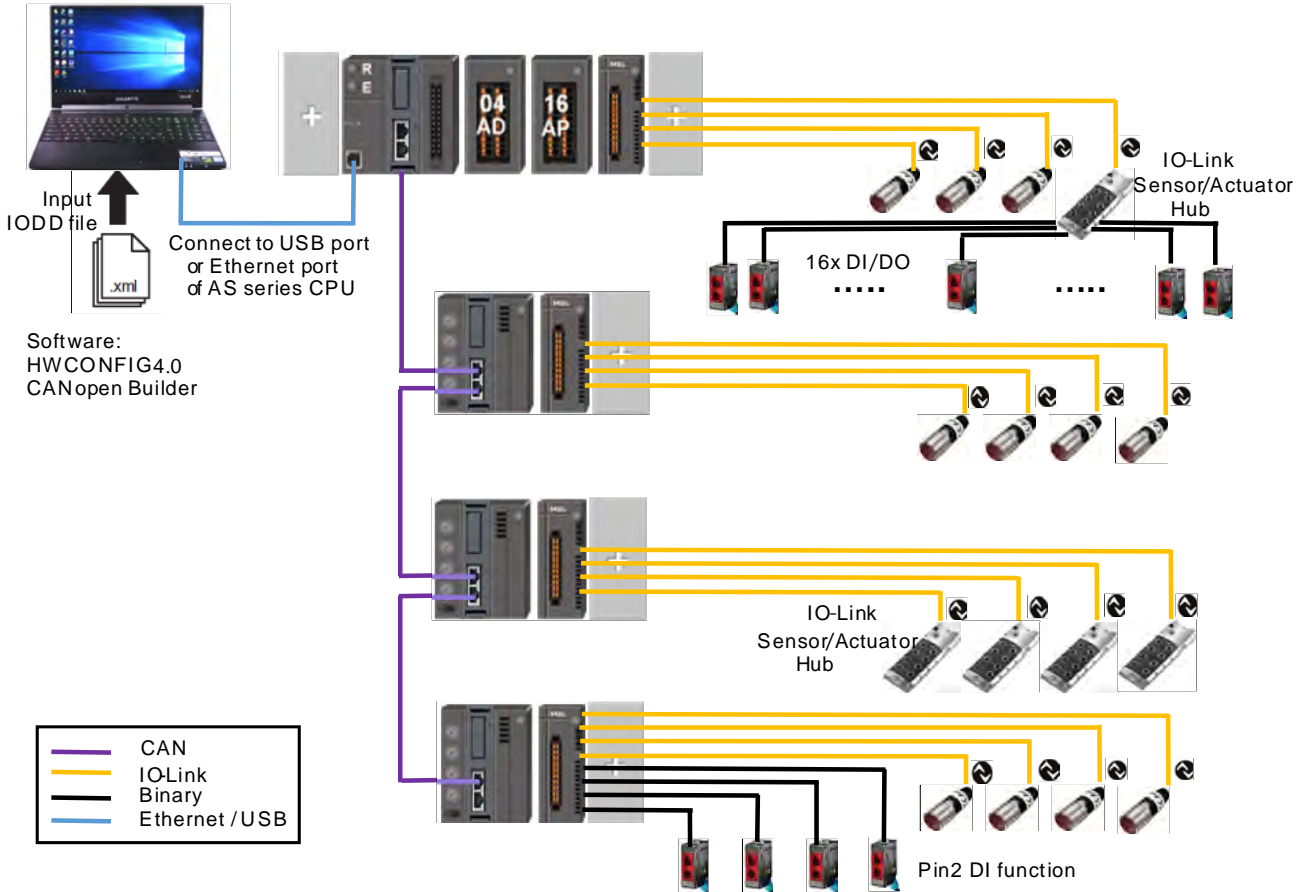 R
E
04
AD
16
AP
Input
IODD file
.xml
Connect to USB port
or Ethernet port
of AS series CPU
IO-Link
Sensor/Actuator
Hub
16x DI/DO
.....
.....
Software:
HWCONFIG4.0
CANopen Builder
IO-Link
Sensor/Actuator
Hub
CAN
IO-Link
Binary
Ethernet / USB
Pin2 DI function